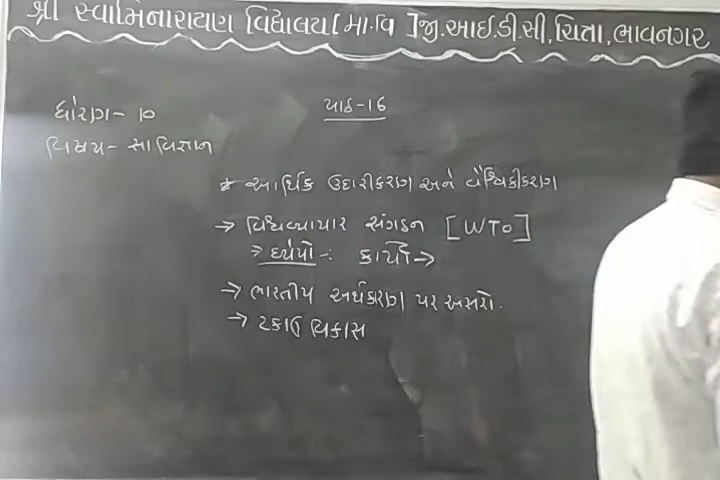 શ્રી સ્વામિનારાયણ વિદ્યાલય [મા.વિ] જી.આઈ.ડી.સી, ચિત્રા, ભાવનગર
પાઠ-16
ધોરણ- ૧૦
વિષય- સા વિજ્ઞાન
* આર્થિક ઉદારીકરણ અને વૈશ્વિકીકરણ
→ વિશ્વવ્યાપાર સંગઠન [WTO]
→ ધ્યેયો -: કાર્યો →
→ ભારતીય અર્થકારણ પર અસરો.
→ ટકાઉ વિકાસ